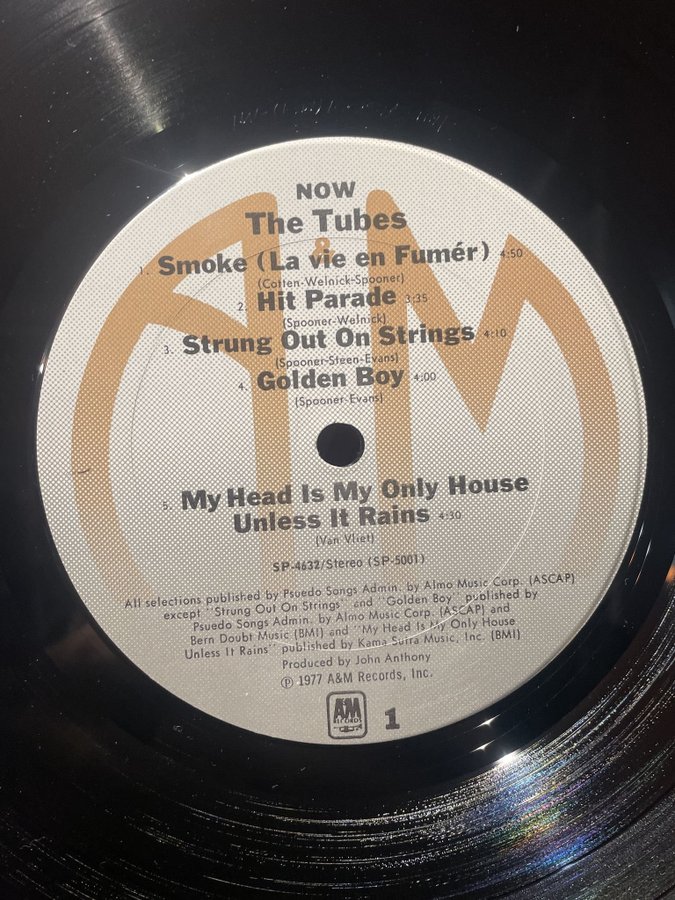 NOW
The Tubes
1. Smoke (La vie en Fumér) 4:50
(Cotten-Welnick-Spooner)
2. Hit Parade 3:35
(Spooner-Welnick)
3. Strung Out On Strings 4:10
(Spooner-Steen-Evans)
4. Golden Boy 4:00
(Spooner-Evans)
5. My Head Is My Only House
Unless It Rains 4:30
(Van Vliet)
SP-4632/Stereo (SP-5001)
All selections published by Psuedo Songs Admin. by Almo Music Corp. (ASCAP)
except "Strung Out On Strings" and "Golden Boy" published by
Psuedo Songs Admin. by Almo Music Corp. (ASCAP) and
Bern Doubt Music (BMI) and "My Head Is My Only House
Unless It Rains" published by Kama Sutra Music, Inc. (BMI)
Produced by John Anthony
℗ 1977 A&M Records, Inc.
A&M
RECORDS
1
A&M